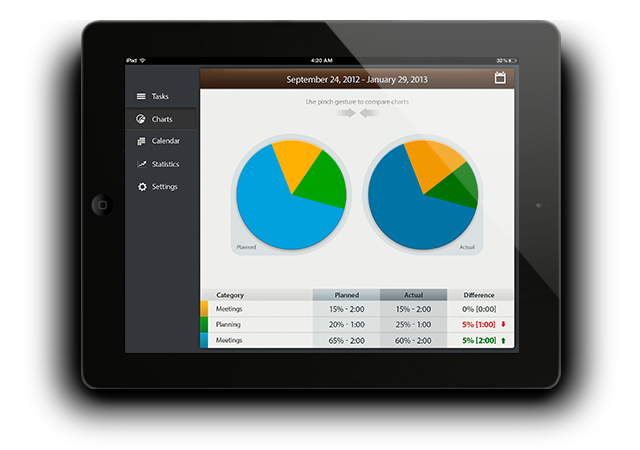 iPad 4:20 AM 32%
September 24, 2012 - January 29, 2013
Use pinch gesture to compare charts
Tasks
Charts
Calendar
Statistics
Settings
Planned
Actual
Category Planned Actual Difference
Meetings 15% - 2:00 15% - 2:00 0% [0:00]
Planning 20% - 1:00 25% - 1:00 5% [1:00]
Meetings 65% - 2:00 60% - 2:00 5% [2:00]